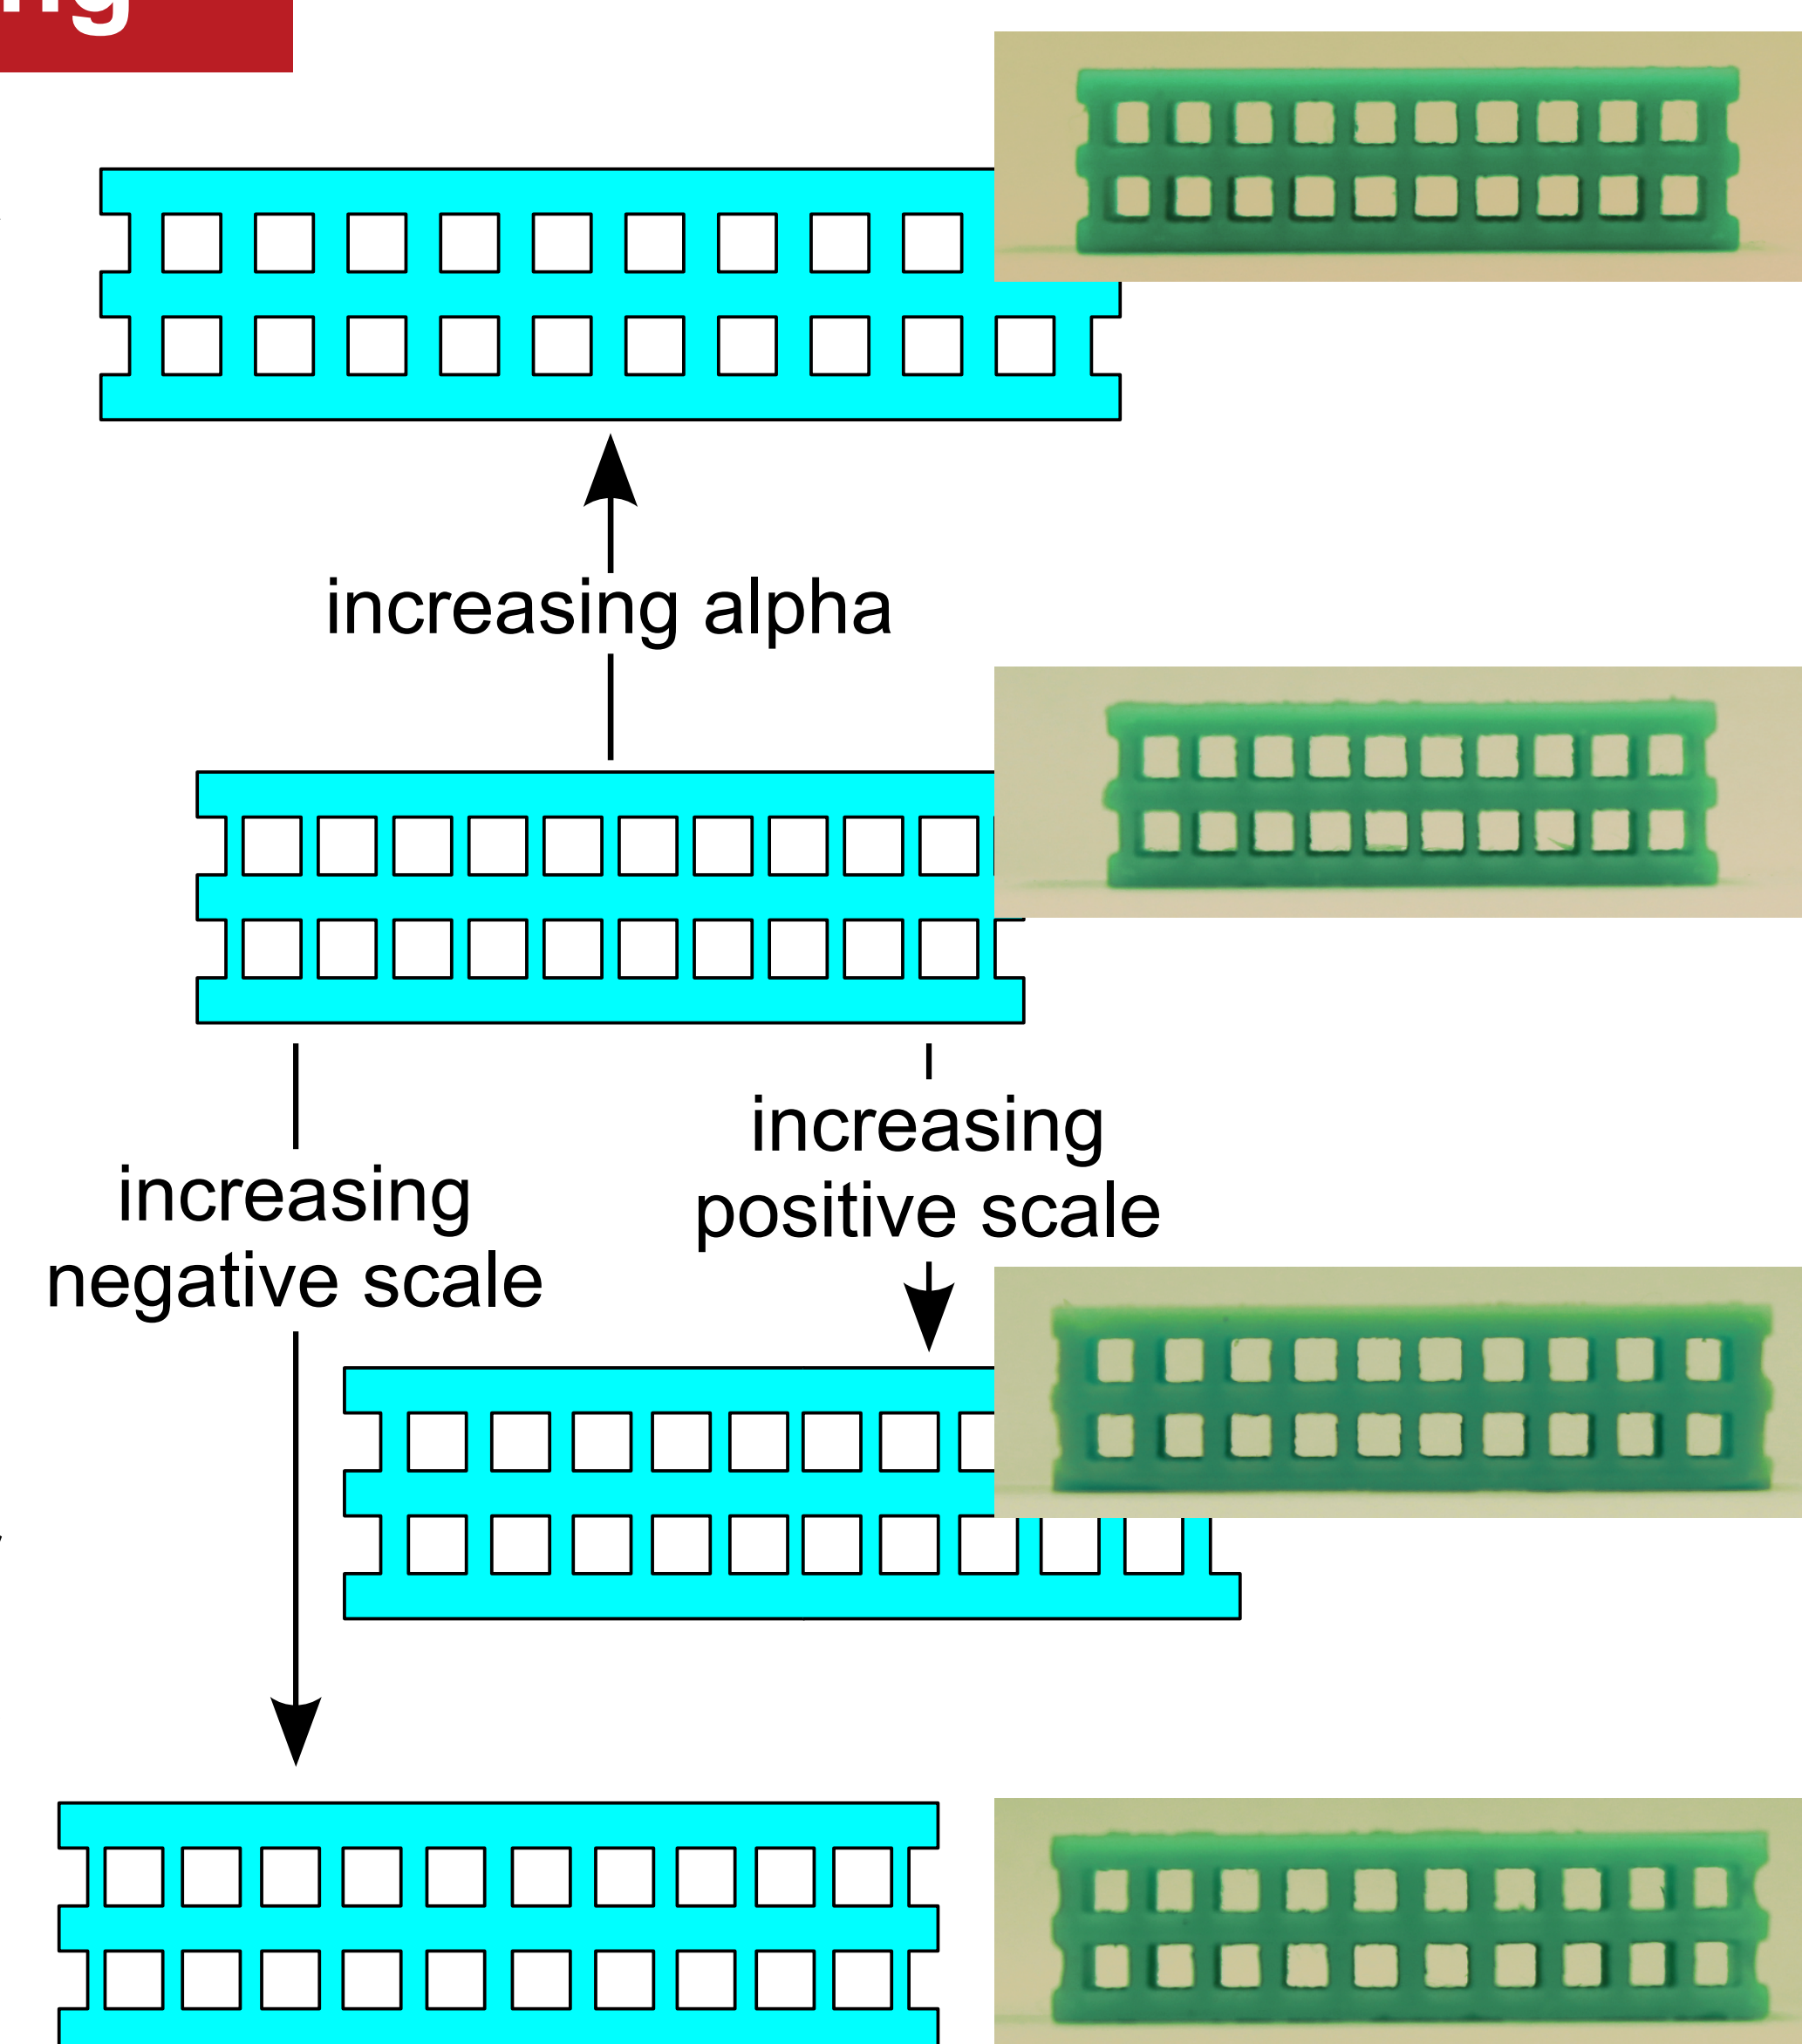 increasing alpha
increasing
positive scale
increasing
negative scale